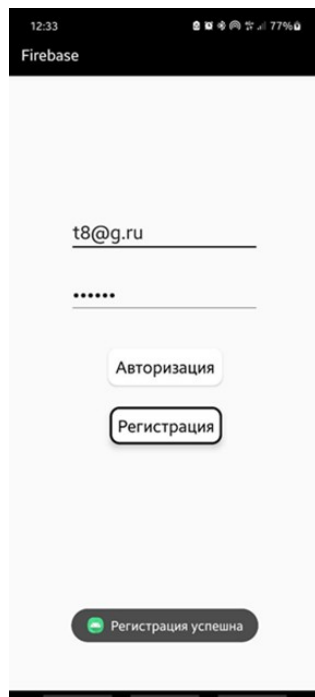 12:33
77%
Firebase
t8@g.ru
••••••
Авторизация
Регистрация
Регистрация успешна